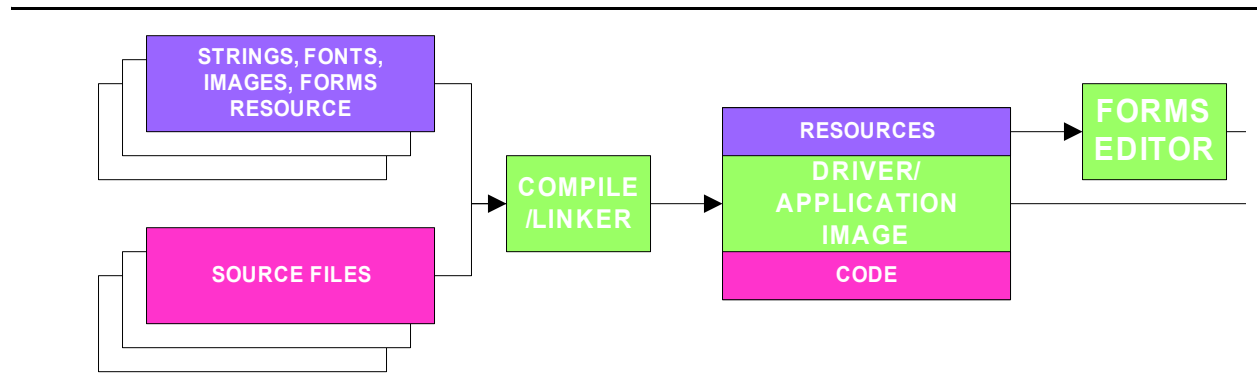 STRINGS, FONTS,
IMAGES, FORMS
RESOURCE
SOURCE FILES
COMPILE
/LINKER
RESOURCES
DRIVER/
APPLICATION
IMAGE
CODE
FORMS
EDITOR